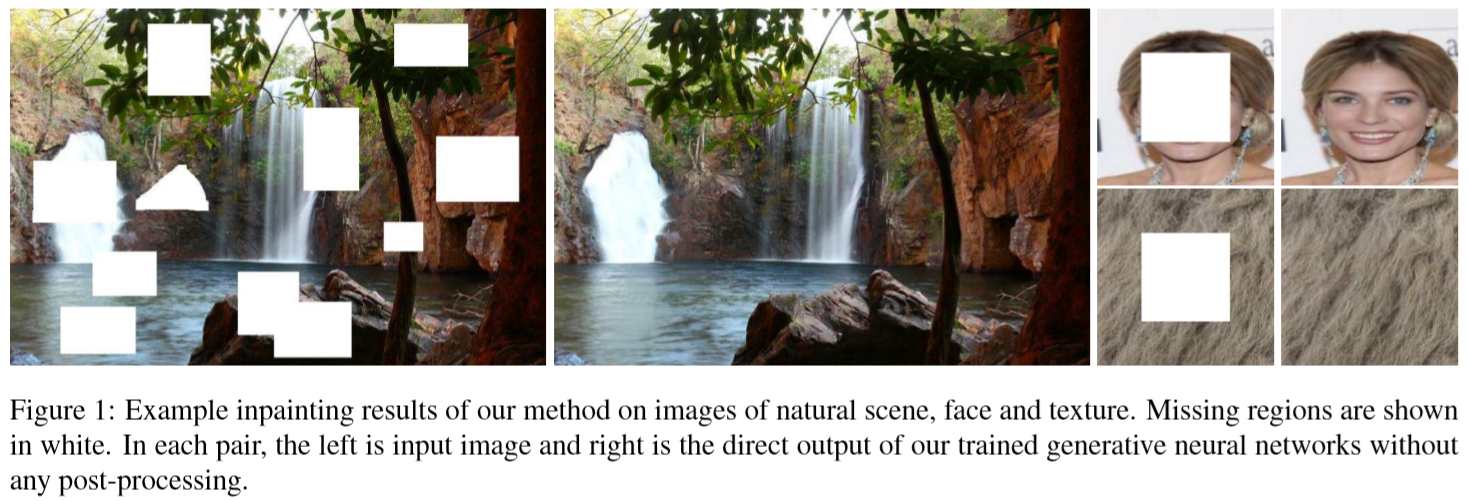 a
a
Figure 1: Example inpainting results of our method on images of natural scene, face and texture. Missing regions are shown
in white. In each pair, the left is input image and right is the direct output of our trained generative neural networks without
any post-processing.